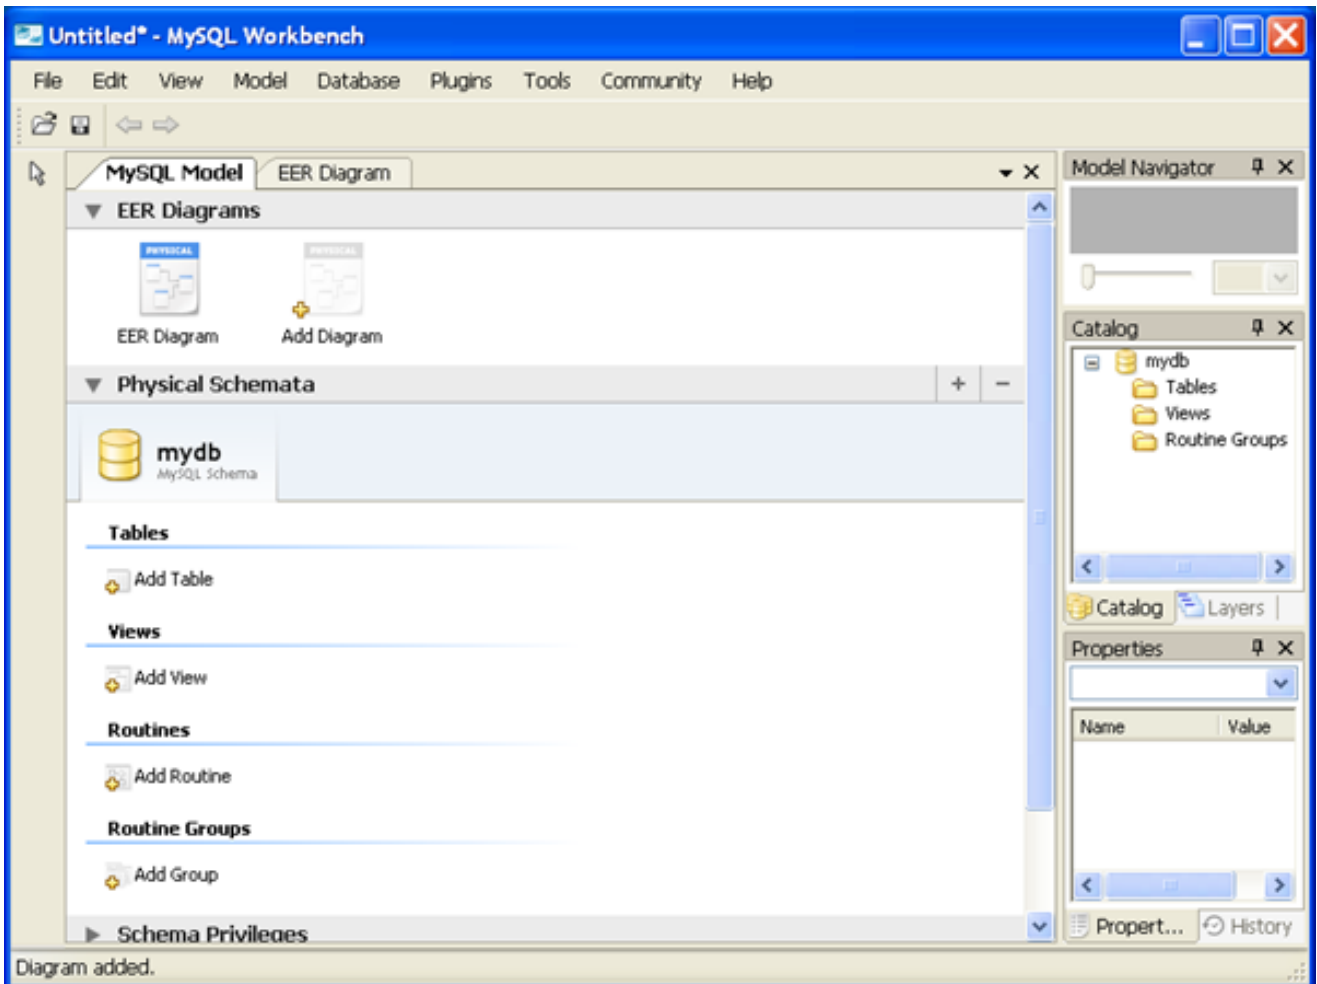 Untitled* - MySQL Workbench
File Edit View Model Database Plugins Tools Community Help
MySQL Model EER Diagram
EER Diagrams
PHYSICAL PHYSICAL
EER Diagram Add Diagram
Physical Schemata + −
mydb
MySQL Schema
Tables
Add Table
Views
Add View
Routines
Add Routine
Routine Groups
Add Group
Schema Privileges
Model Navigator
Catalog
mydb
Tables
Views
Routine Groups
Catalog Layers
Properties
Name Value
Propert... History
Diagram added.